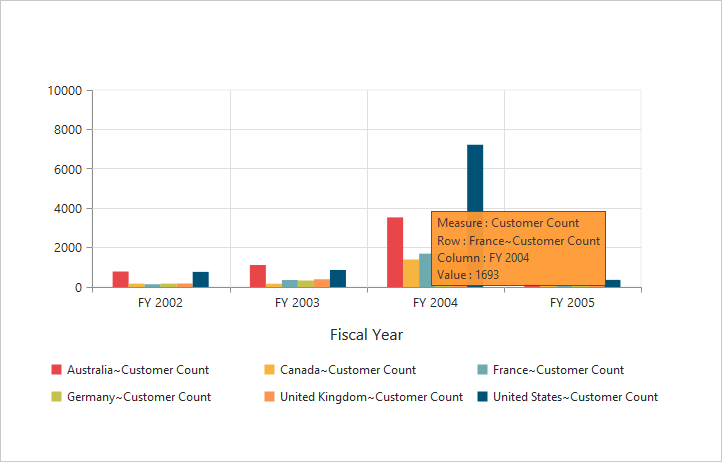 10000
8000
6000
4000
2000
0
Measure : Customer Count
Row : France~Customer Count
Column : FY 2004
Value : 1693
FY 2002
FY 2003
FY 2004
FY 2005
Fiscal Year
Australia~Customer Count
Canada~Customer Count
France~Customer Count
Germany~Customer Count
United Kingdom~Customer Count
United States~Customer Count